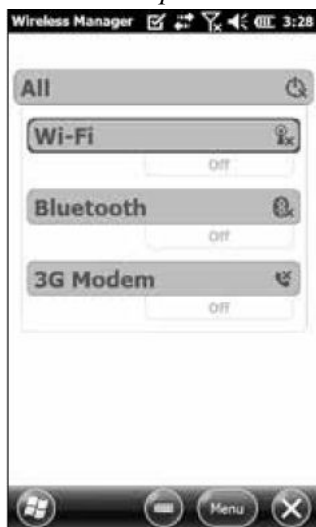 Wireless Manager 3:28
All
Wi-Fi
Off
Bluetooth
Off
3G Modem
Off
Menu